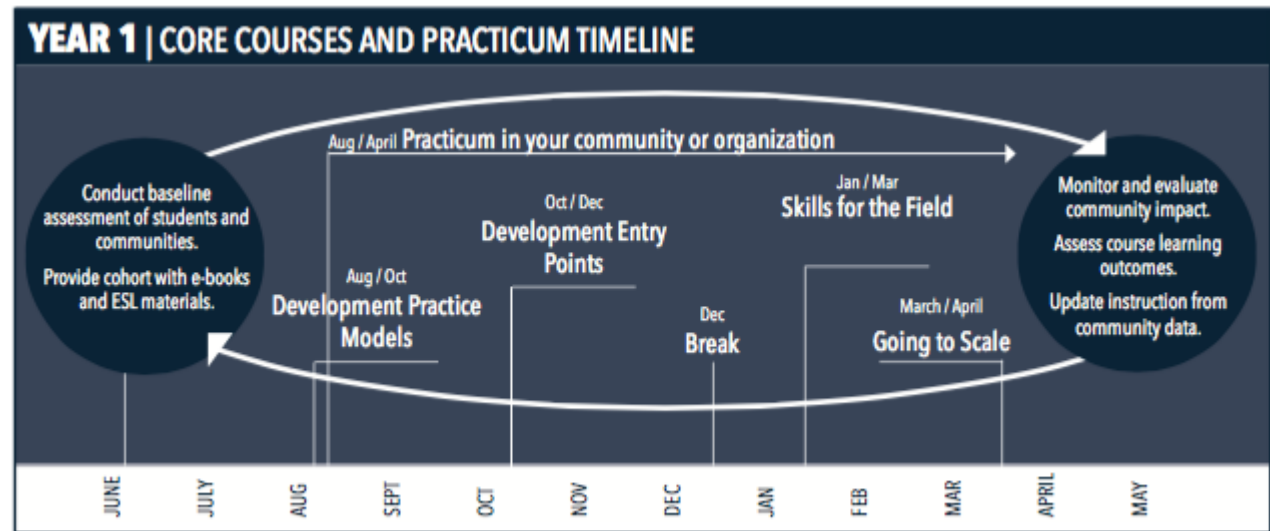 YEAR 1 | CORE COURSES AND PRACTICUM TIMELINE
Conduct baseline
assessment of students and
communities.
Provide cohort with e-books
and ESL materials.
Aug / April Practicum in your community or organization
Aug / Oct
Development Practice
Models
Oct / Dec
Development Entry
Points
Dec
Break
Jan / Mar
Skills for the Field
March / April
Going to Scale
Monitor and evaluate
community impact.
Assess course learning
outcomes.
Update instruction from
community data.
JUNE
JULY
AUG
SEPT
OCT
NOV
DEC
JAN
FEB
MAR
APRIL
MAY